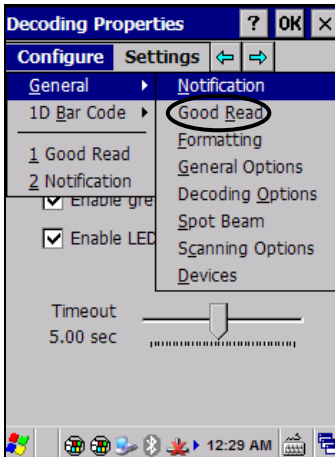 Decoding Properties ? OK ×
Configure Settings
General
Notification
1D Bar Code
Good Read
Formatting
1 Good Read
General Options
2 Notification
Decoding Options
Enable gre
Spot Beam
Enable LED
Scanning Options
Devices
Timeout
5.00 sec
12:29 AM